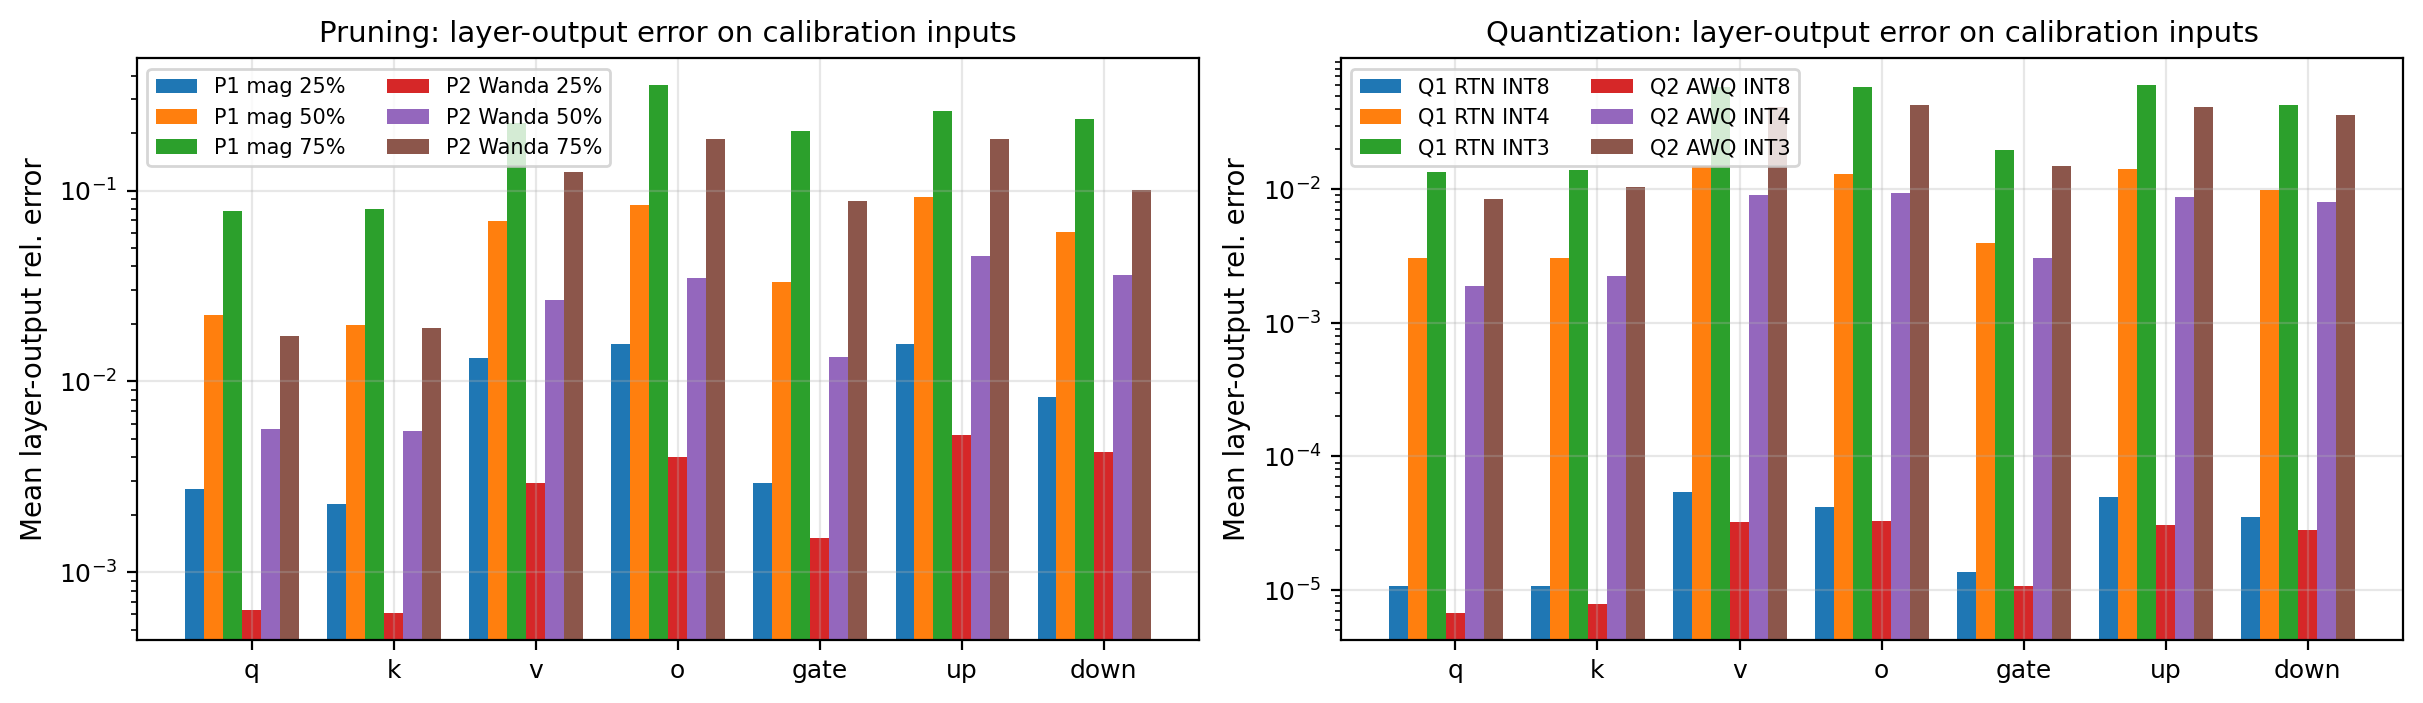 Pruning: layer-output error on calibration inputs
Mean layer-output rel. error
P1 mag 25%
P1 mag 50%
P1 mag 75%
P2 Wanda 25%
P2 Wanda 50%
P2 Wanda 75%
10⁻¹
10⁻²
10⁻³
q k v o gate up down
Quantization: layer-output error on calibration inputs
Mean layer-output rel. error
Q1 RTN INT8
Q1 RTN INT4
Q1 RTN INT3
Q2 AWQ INT8
Q2 AWQ INT4
Q2 AWQ INT3
10⁻²
10⁻³
10⁻⁴
10⁻⁵
q k v o gate up down